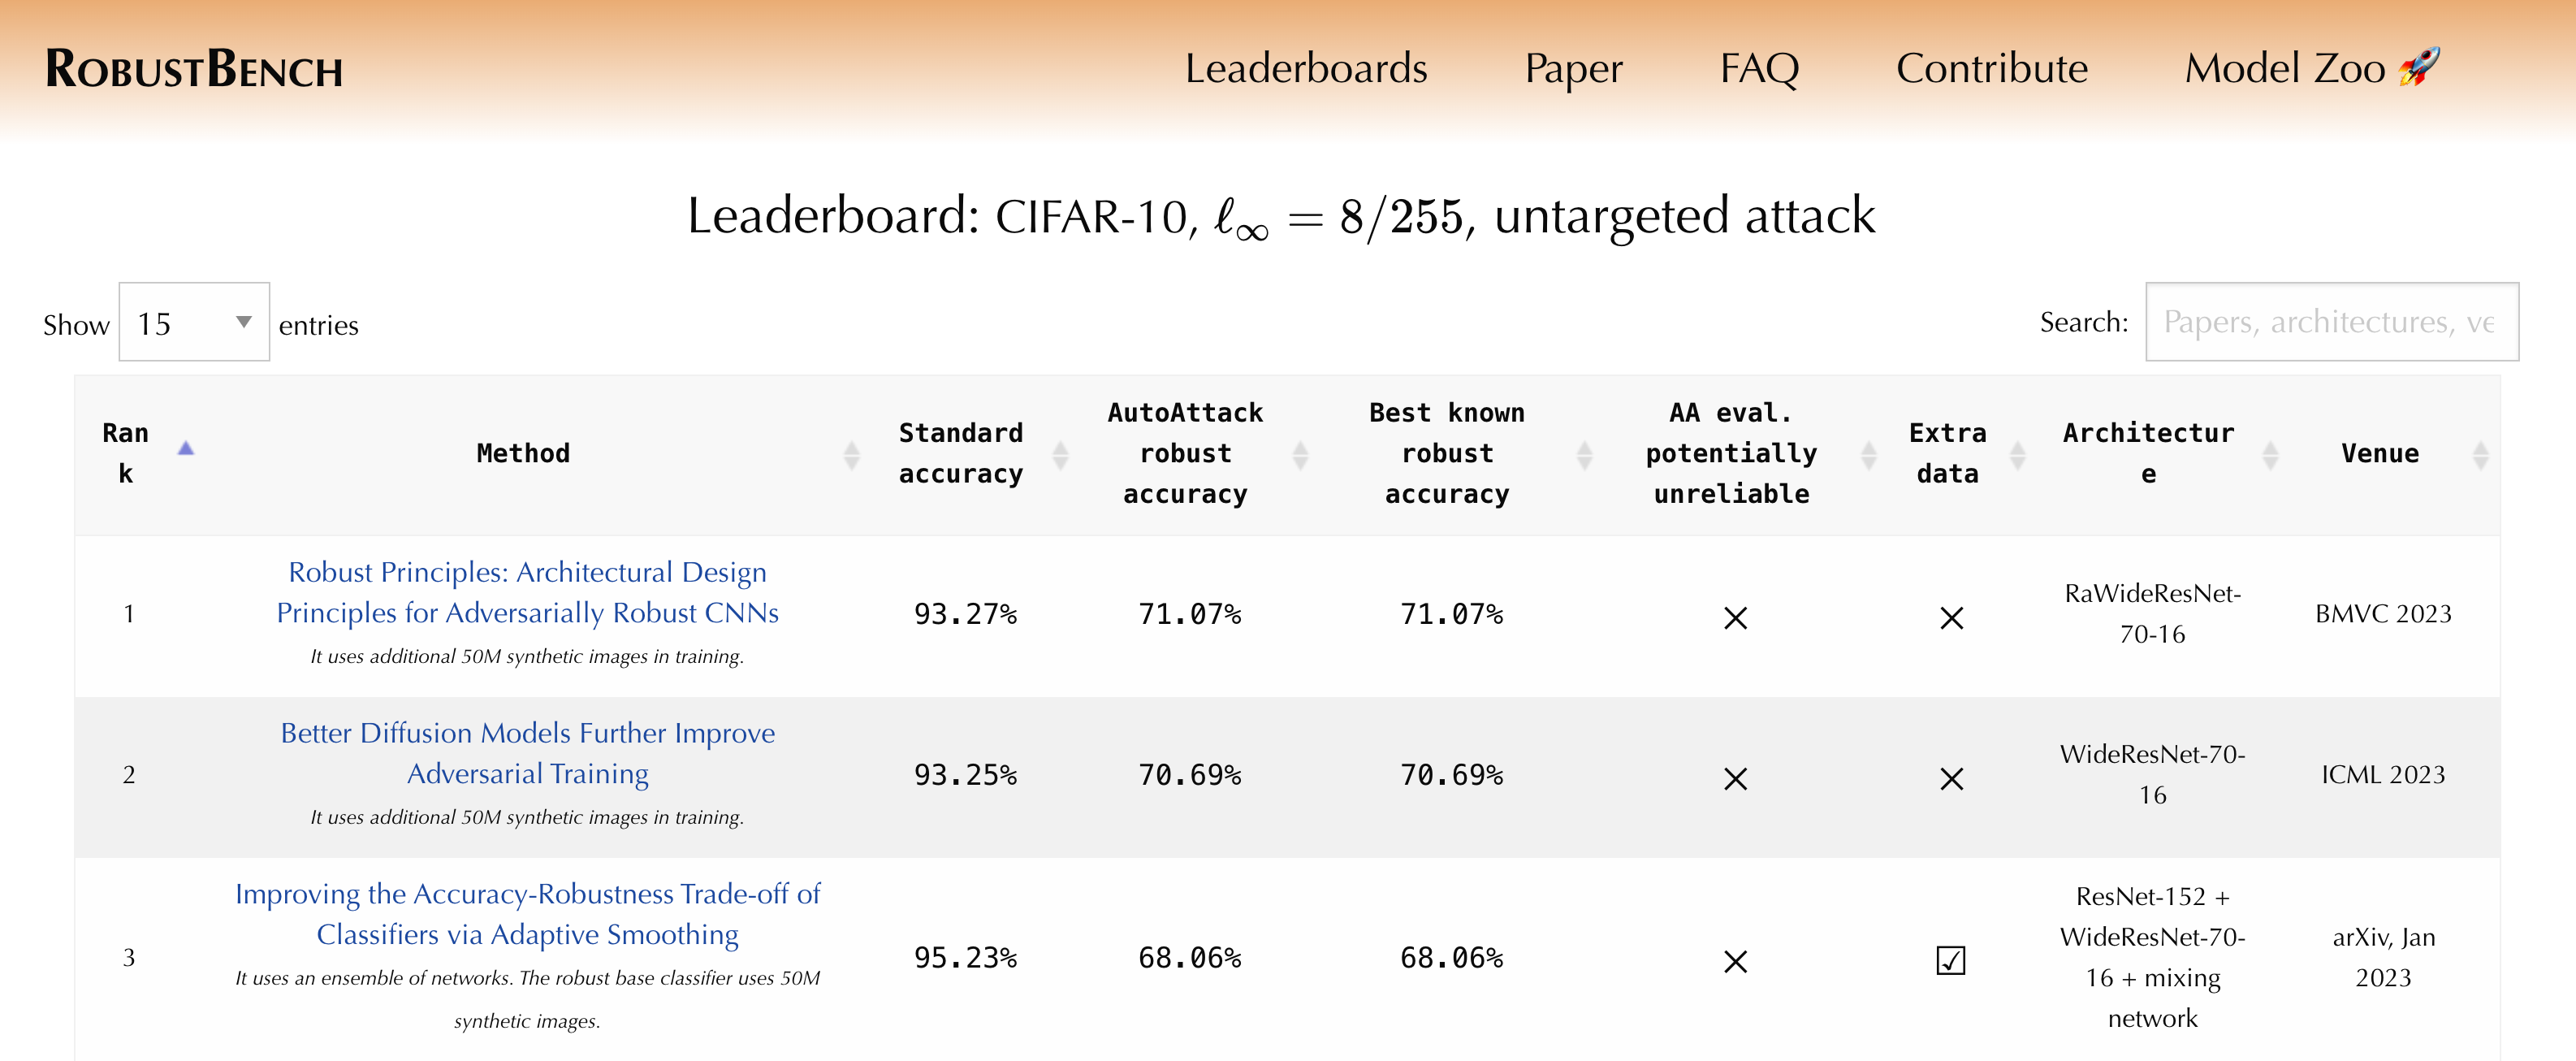 ROBUSTBENCH
Leaderboards Paper FAQ Contribute Model Zoo 🚀
Leaderboard: CIFAR-10, ℓ∞ = 8/255, untargeted attack
Show 15 entries
Search: Papers, architectures, ve
Ran
k
Method
Standard
accuracy
AutoAttack
robust
accuracy
Best known
robust
accuracy
AA eval.
potentially
unreliable
Extra
data
Architectur
e
Venue
1
Robust Principles: Architectural Design
Principles for Adversarially Robust CNNs
It uses additional 50M synthetic images in training.
93.27%
71.07%
71.07%
×
×
RaWideResNet-
70-16
BMVC 2023
2
Better Diffusion Models Further Improve
Adversarial Training
It uses additional 50M synthetic images in training.
93.25%
70.69%
70.69%
×
×
WideResNet-70-
16
ICML 2023
3
Improving the Accuracy-Robustness Trade-off of
Classifiers via Adaptive Smoothing
It uses an ensemble of networks. The robust base classifier uses 50M
synthetic images.
95.23%
68.06%
68.06%
×
☑
ResNet-152 +
WideResNet-70-
16 + mixing
network
arXiv, Jan
2023